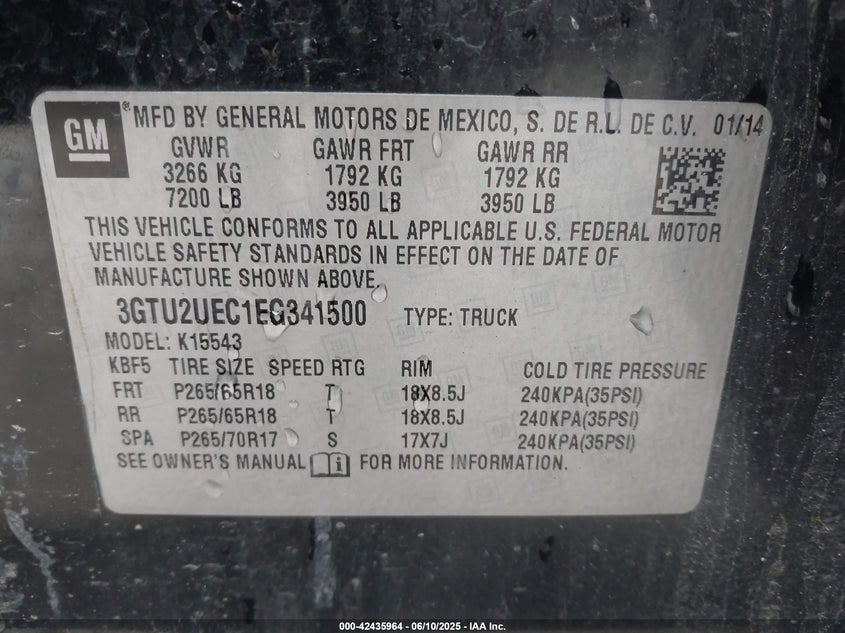 GM ® MFD BY GENERAL MOTORS DE MEXICO, S. DE R.L. DE C.V. 01/14
GVWR GAWR FRT GAWR RR
3266 KG 1792 KG 1792 KG
7200 LB 3950 LB 3950 LB
THIS VEHICLE CONFORMS TO ALL APPLICABLE U.S. FEDERAL MOTOR
VEHICLE SAFETY STANDARDS IN EFFECT ON THE DATE OF
MANUFACTURE SHOWN ABOVE.
3GTU2UEC1EG341500 TYPE: TRUCK
MODEL: K15543
KBF5 TIRE SIZE SPEED RTG RIM COLD TIRE PRESSURE
FRT P265/65R18 T 18X8.5J 240KPA(35PSI)
RR P265/65R18 T 18X8.5J 240KPA(35PSI)
SPA P265/70R17 S 17X7J 240KPA(35PSI)
SEE OWNER'S MANUAL i FOR MORE INFORMATION.
000-42435964 - 06/10/2025 - IAA Inc.